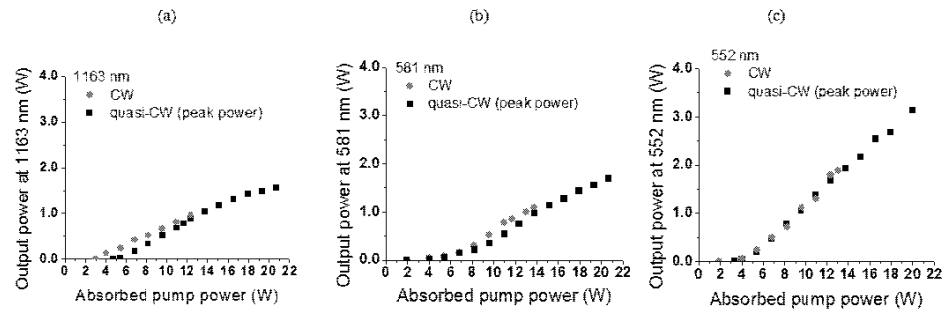 (a)
Output power at 1163 nm (W)
4.0
3.0
2.0
1.0
0.0
1163 nm
CW
quasi-CW (peak power)
0 2 4 6 8 10 12 14 16 18 20 22
Absorbed pump power (W)
(b)
Output power at 581 nm (W)
4.0
3.0
2.0
1.0
0.0
581 nm
CW
quasi-CW (peak power)
0 2 4 6 8 10 12 14 16 18 20 22
Absorbed pump power (W)
(c)
Output power at 552 nm (W)
4.0
3.0
2.0
1.0
0.0
552 nm
CW
quasi-CW (peak power)
0 2 4 6 8 10 12 14 16 18 20 22
Absorbed pump power (W)